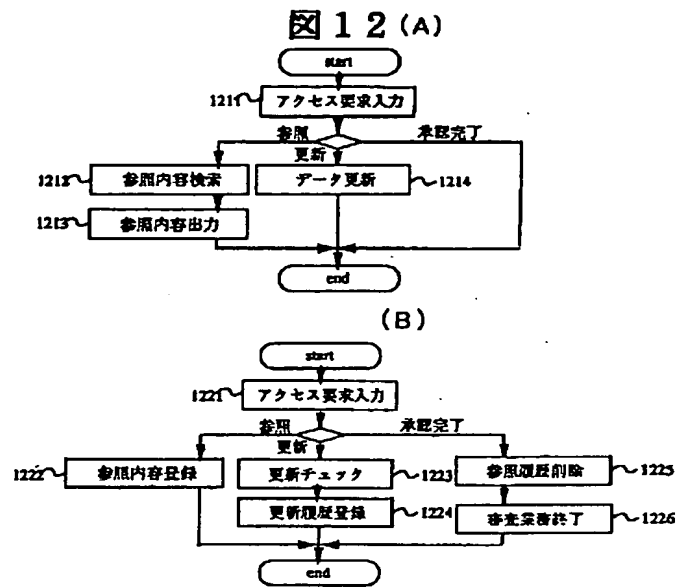 図12(A)
start
1211 アクセス要求入力
参照 承認完了
更新
1212 参照内容検索 データ更新 1214
1213 参照内容出力
end
(B)
start
1221 アクセス要求入力
参照 承認完了
更新
1222 参照内容登録 更新チェック 1223 参照履歴削除 1225
更新履歴登録 1224 審査業務終了 1226
end